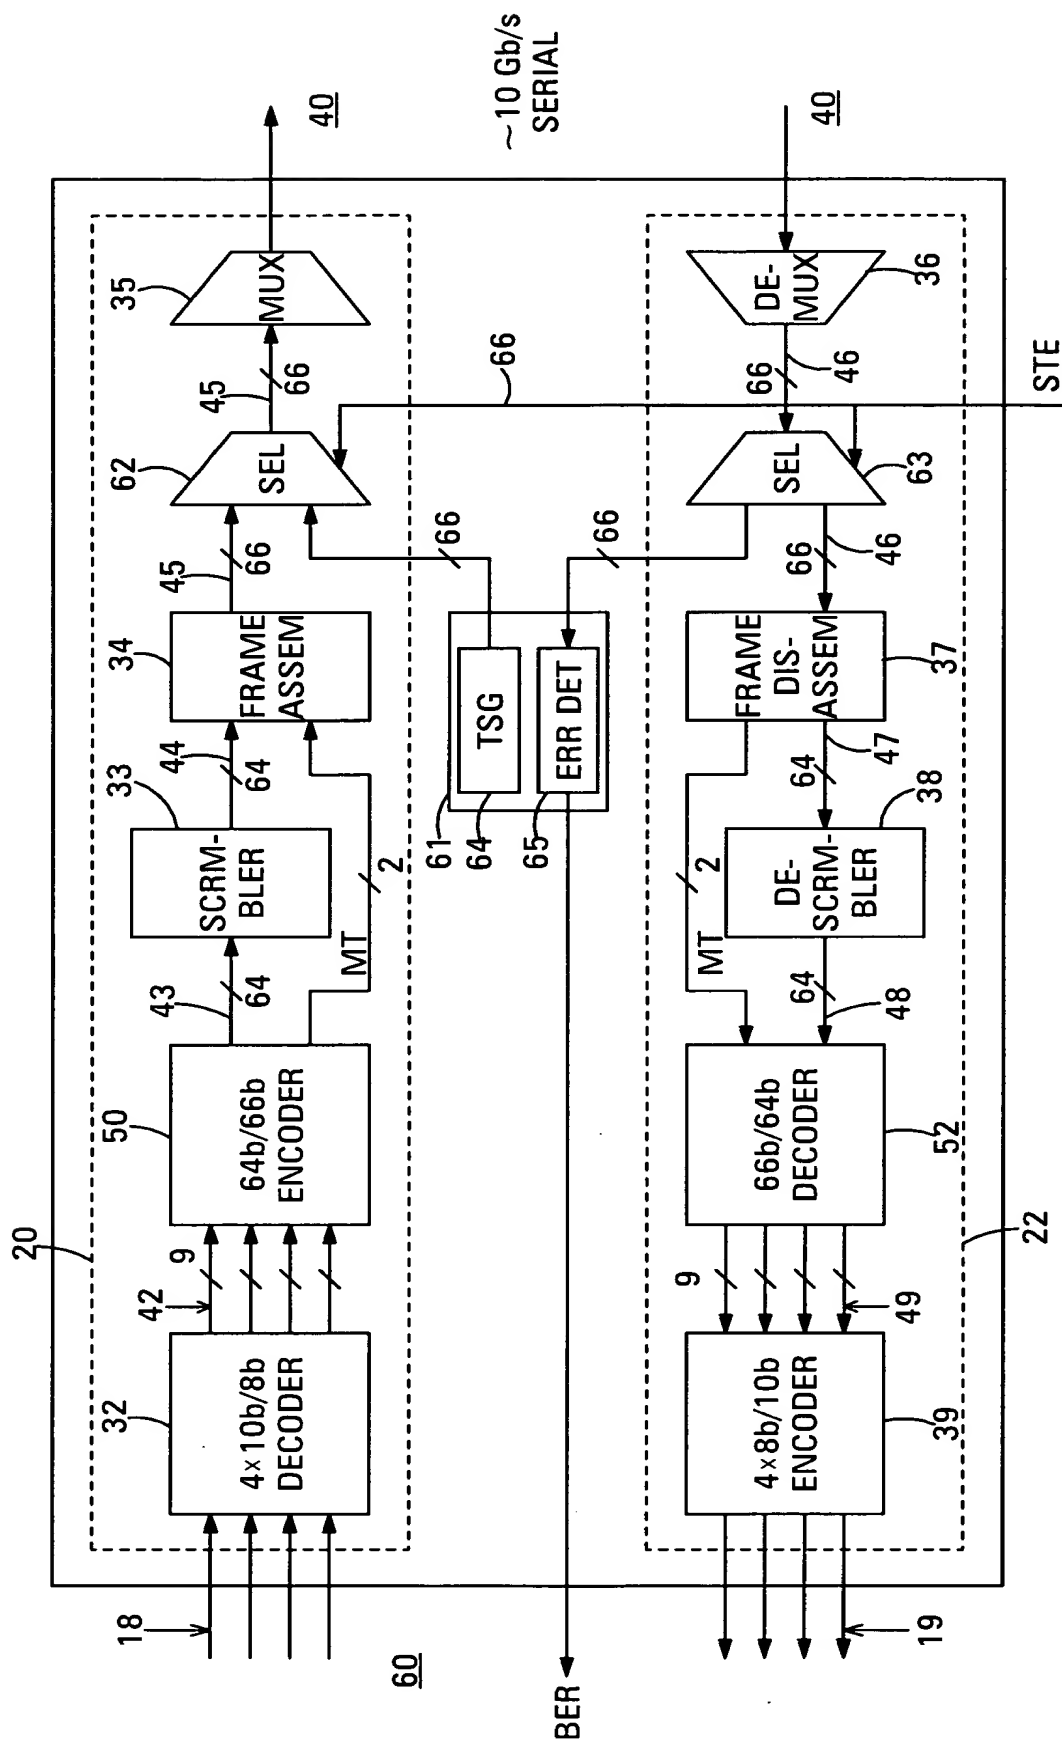 20
18
32
4×10b/8b
DECODER
42
9
50
64b/66b
ENCODER
43
64
33
SCRM-
BLER
44
64
MT
2
34
FRAME
ASSEM
45
66
62
SEL
45
66
35
MUX
40
60
61
64
TSG
66
65
ERR DET
66
66
~10 Gb/s
SERIAL
BER
STE
19
39
4×8b/10b
ENCODER
9
49
52
66b/64b
DECODER
MT
2
64
48
DE-
SCRM-
BLER
38
64
47
FRAME
DIS-
ASSEM
37
66
46
SEL
63
66
46
DE-
MUX
36
40
22